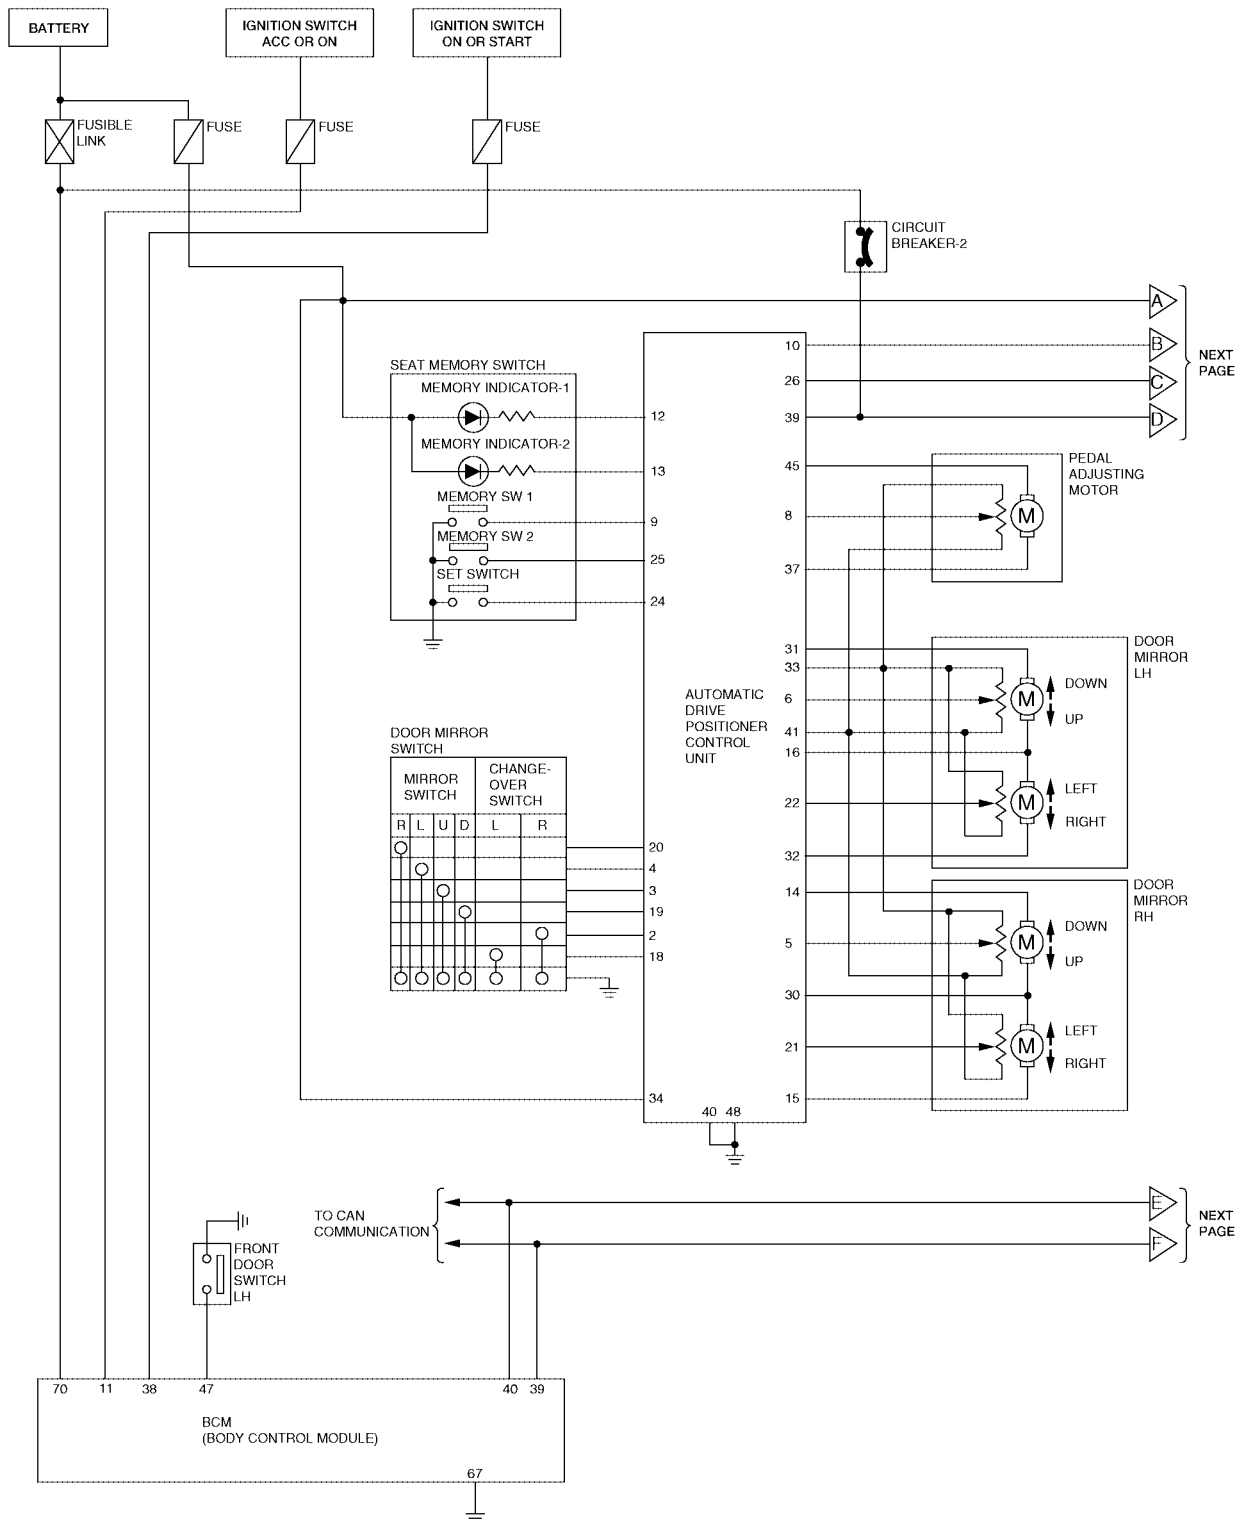 BATTERY
IGNITION SWITCH
ACC OR ON
IGNITION SWITCH
ON OR START
FUSIBLE
LINK
FUSE
FUSE
FUSE
CIRCUIT
BREAKER-2
A
B
C
D
NEXT
PAGE
SEAT MEMORY SWITCH
MEMORY INDICATOR-1
MEMORY INDICATOR-2
MEMORY SW 1
MEMORY SW 2
SET SWITCH
12
13
9
25
24
10
26
39
45
8
37
PEDAL
ADJUSTING
MOTOR
M
31
33
6
41
16
22
32
DOOR
MIRROR
LH
M
DOWN
UP
M
LEFT
RIGHT
AUTOMATIC
DRIVE
POSITIONER
CONTROL
UNIT
DOOR MIRROR
SWITCH
MIRROR
SWITCH
CHANGE-
OVER
SWITCH
R L U D L R
20
4
3
19
2
18
34
14
5
30
21
15
DOOR
MIRROR
RH
M
DOWN
UP
M
LEFT
RIGHT
40 48
TO CAN
COMMUNICATION
E
F
NEXT
PAGE
FRONT
DOOR
SWITCH
LH
70 11 38 47 40 39
BCM
(BODY CONTROL MODULE)
67